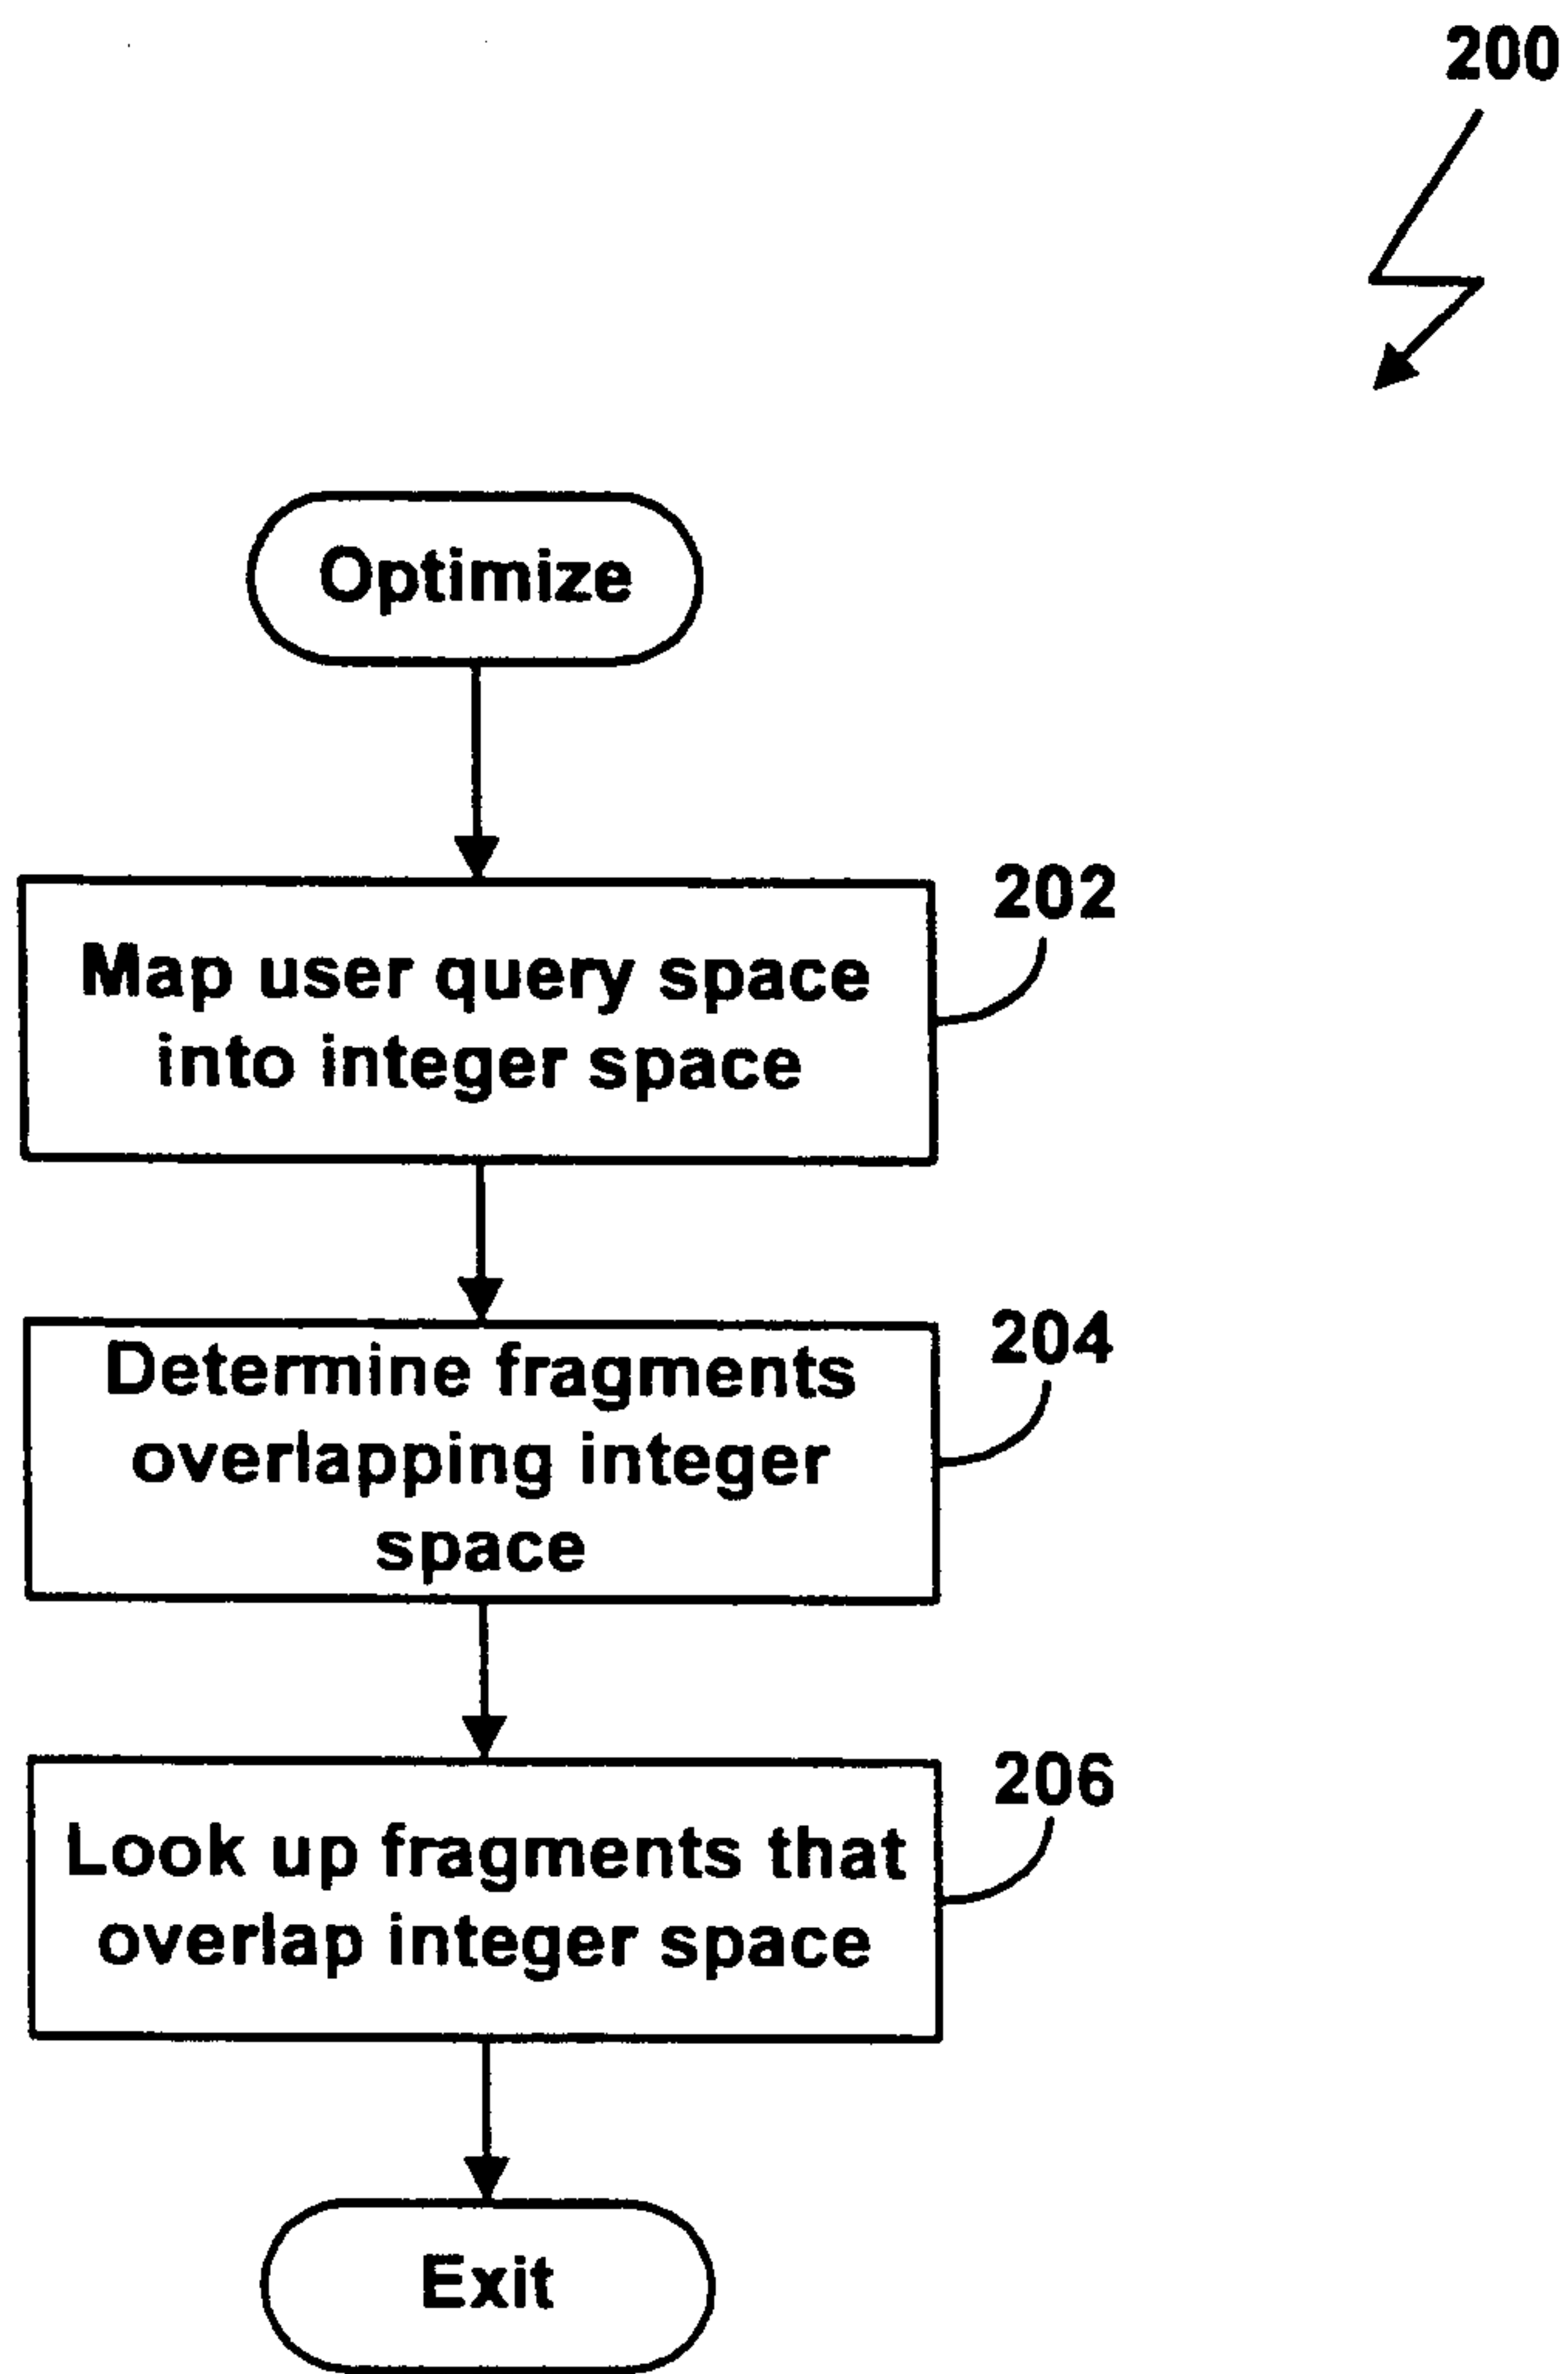 200
Optimize
202
Map user query space
into integer space
204
Determine fragments
overlapping integer
space
206
Look up fragments that
overlap integer space
Exit